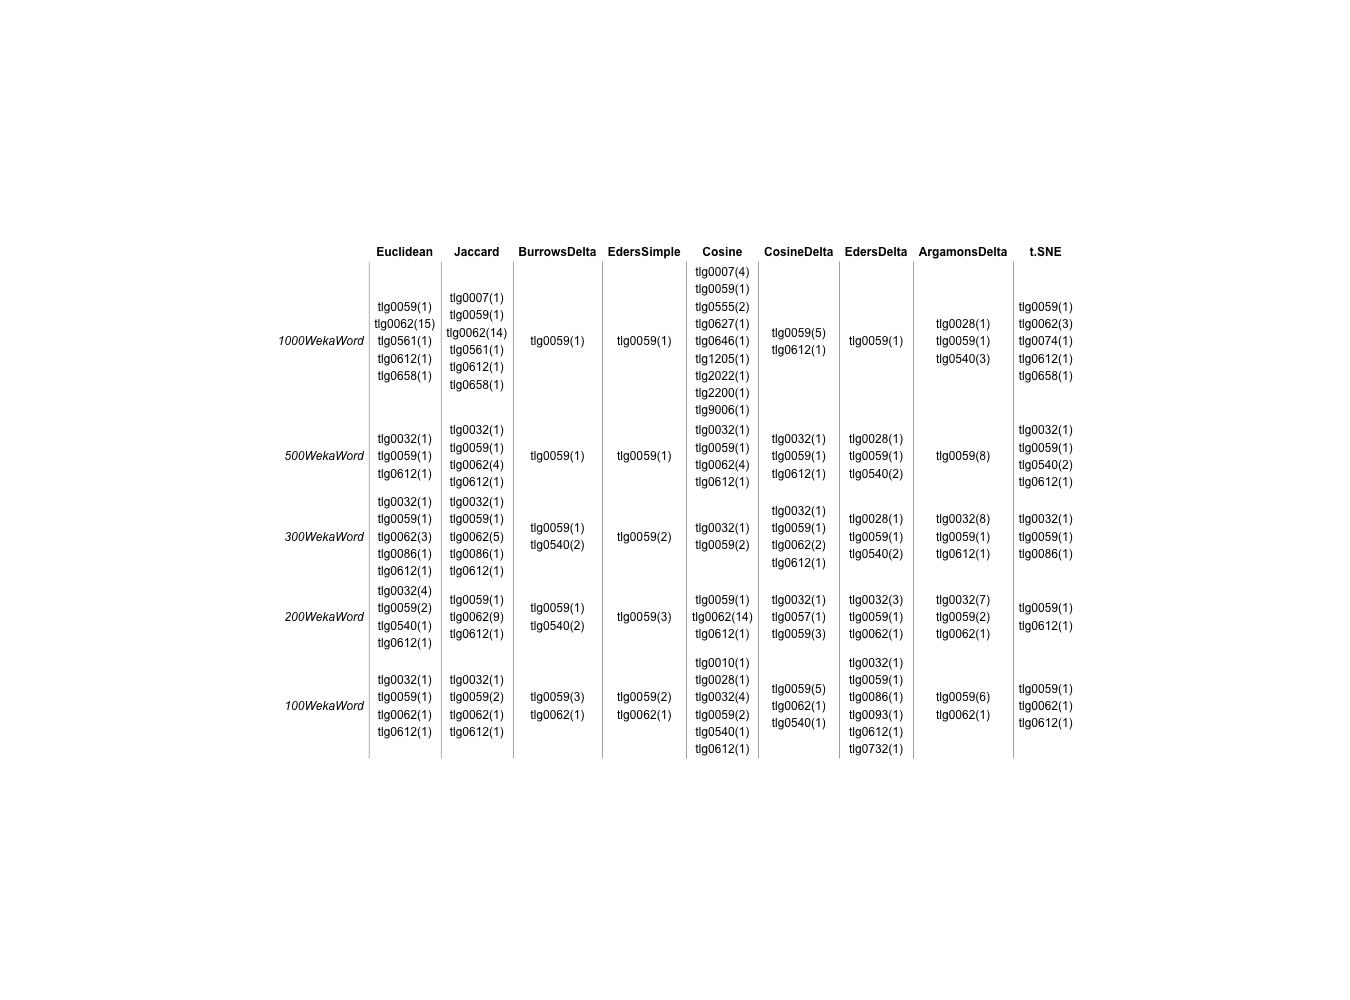 Euclidean Jaccard BurrowsDelta EdersSimple Cosine CosineDelta EdersDelta ArgamonsDelta t.SNE
1000WekaWord
tlg0059(1)
tlg0062(15)
tlg0561(1)
tlg0612(1)
tlg0658(1)
tlg0007(1)
tlg0059(1)
tlg0062(14)
tlg0561(1)
tlg0612(1)
tlg0658(1)
tlg0059(1)
tlg0059(1)
tlg0007(4)
tlg0059(1)
tlg0555(2)
tlg0627(1)
tlg0646(1)
tlg1205(1)
tlg2022(1)
tlg2200(1)
tlg9006(1)
tlg0059(5)
tlg0612(1)
tlg0059(1)
tlg0028(1)
tlg0059(1)
tlg0540(3)
tlg0059(1)
tlg0062(3)
tlg0074(1)
tlg0612(1)
tlg0658(1)
500WekaWord
tlg0032(1)
tlg0059(1)
tlg0612(1)
tlg0032(1)
tlg0059(1)
tlg0062(4)
tlg0612(1)
tlg0059(1)
tlg0059(1)
tlg0032(1)
tlg0059(1)
tlg0062(4)
tlg0612(1)
tlg0032(1)
tlg0059(1)
tlg0612(1)
tlg0028(1)
tlg0059(1)
tlg0540(2)
tlg0059(8)
tlg0032(1)
tlg0059(1)
tlg0540(2)
tlg0612(1)
300WekaWord
tlg0032(1)
tlg0059(1)
tlg0062(3)
tlg0086(1)
tlg0612(1)
tlg0032(1)
tlg0059(1)
tlg0062(5)
tlg0086(1)
tlg0612(1)
tlg0059(1)
tlg0540(2)
tlg0059(2)
tlg0032(1)
tlg0059(2)
tlg0032(1)
tlg0059(1)
tlg0062(2)
tlg0612(1)
tlg0028(1)
tlg0059(1)
tlg0540(2)
tlg0032(8)
tlg0059(1)
tlg0612(1)
tlg0032(1)
tlg0059(1)
tlg0086(1)
200WekaWord
tlg0032(4)
tlg0059(2)
tlg0540(1)
tlg0612(1)
tlg0059(1)
tlg0062(9)
tlg0612(1)
tlg0059(1)
tlg0540(2)
tlg0059(3)
tlg0059(1)
tlg0062(14)
tlg0612(1)
tlg0032(1)
tlg0057(1)
tlg0059(3)
tlg0032(3)
tlg0059(1)
tlg0062(1)
tlg0032(7)
tlg0059(2)
tlg0062(1)
tlg0059(1)
tlg0612(1)
100WekaWord
tlg0032(1)
tlg0059(1)
tlg0062(1)
tlg0612(1)
tlg0032(1)
tlg0059(2)
tlg0062(1)
tlg0612(1)
tlg0059(3)
tlg0062(1)
tlg0059(2)
tlg0062(1)
tlg0010(1)
tlg0028(1)
tlg0032(4)
tlg0059(2)
tlg0540(1)
tlg0612(1)
tlg0059(5)
tlg0062(1)
tlg0540(1)
tlg0032(1)
tlg0059(1)
tlg0086(1)
tlg0093(1)
tlg0612(1)
tlg0732(1)
tlg0059(6)
tlg0062(1)
tlg0059(1)
tlg0062(1)
tlg0612(1)